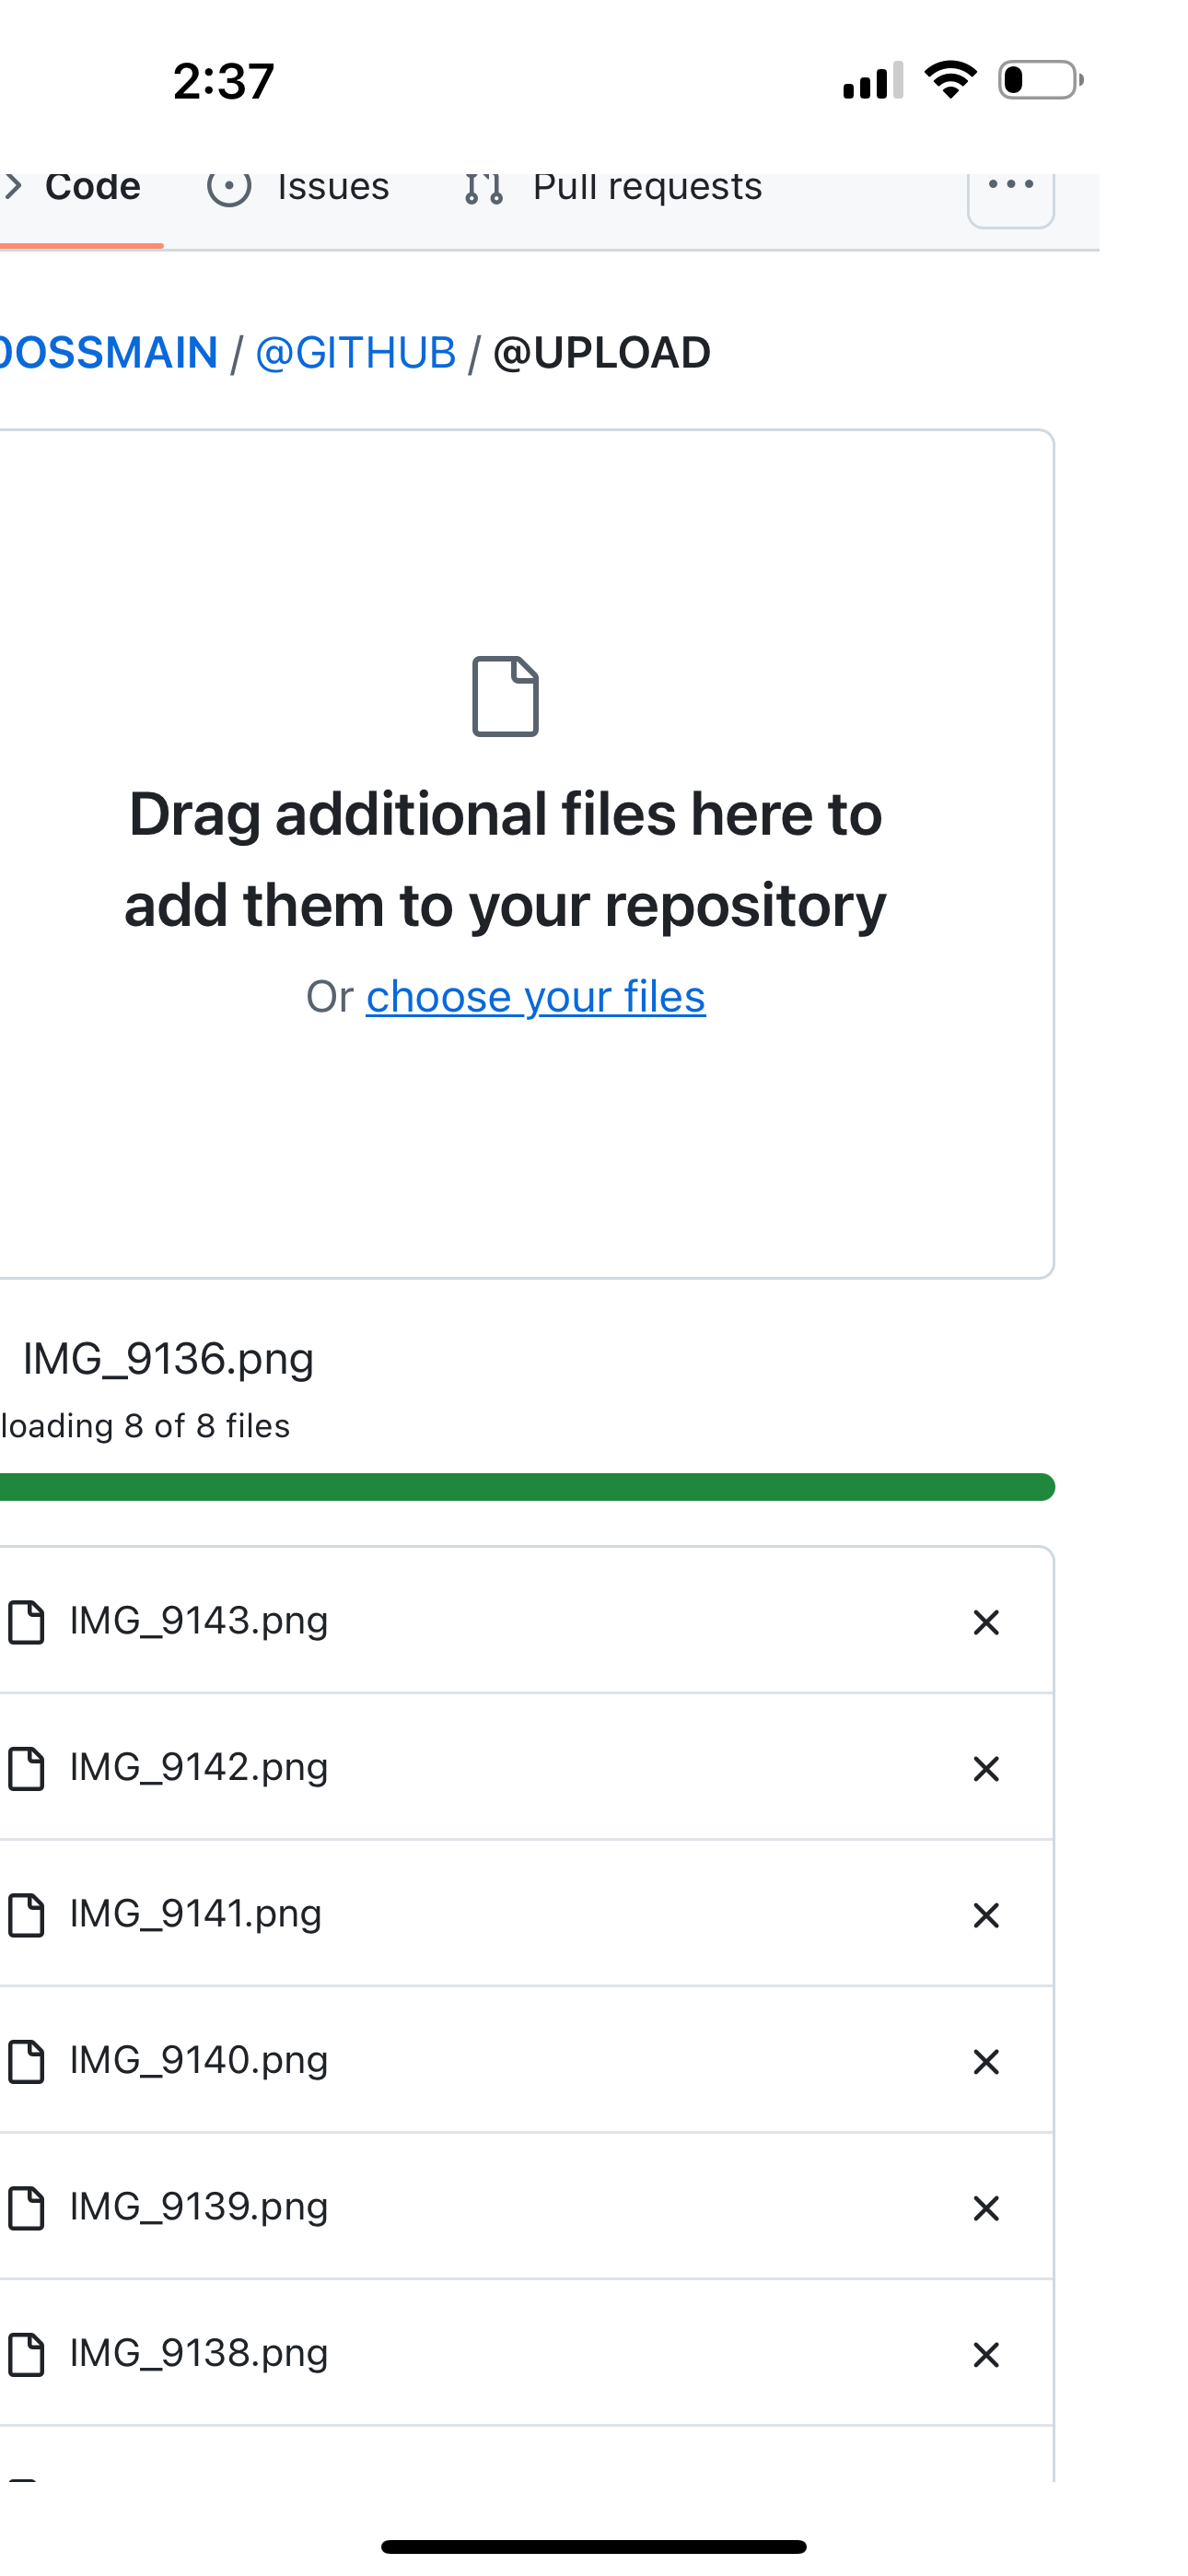 2:37
Code Issues Pull requests
OSSMAIN / @GITHUB / @UPLOAD
Drag additional files here to
add them to your repository
Or choose your files
IMG_9136.png
loading 8 of 8 files
IMG_9143.png
IMG_9142.png
IMG_9141.png
IMG_9140.png
IMG_9139.png
IMG_9138.png